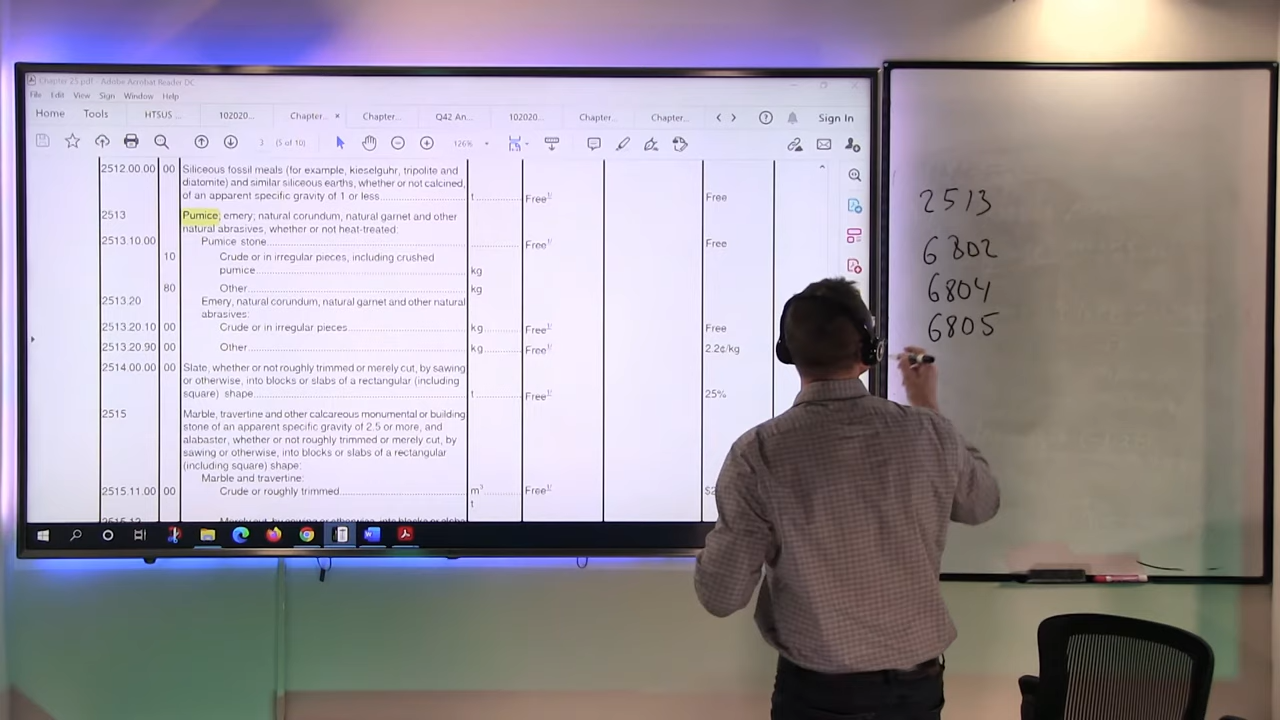 Chapter 25.pdf - Adobe Acrobat Reader DC
File Edit View Sign Window Help
Home Tools HTSUS ... 102020... Chapter... × Chapter... Q42 An... 102020... Chapter... Chapter... Sign In
3 (5 of 10) 126%
2512.00.00 00 Siliceous fossil meals (for example, kieselguhr, tripolite and
diatomite) and similar siliceous earths, whether or not calcined,
of an apparent specific gravity of 1 or less t Free1/ Free
2513 Pumice; emery; natural corundum, natural garnet and other
natural abrasives, whether or not heat-treated:
2513.10.00 Pumice stone Free1/ Free
10 Crude or in irregular pieces, including crushed
pumice kg
80 Other kg
2513.20 Emery, natural corundum, natural garnet and other natural
abrasives:
2513.20.10 00 Crude or in irregular pieces kg Free1/ Free
2513.20.90 00 Other kg Free1/ 2.2¢/kg
2514.00.00 00 Slate, whether or not roughly trimmed or merely cut, by sawing
or otherwise, into blocks or slabs of a rectangular (including
square) shape t Free1/ 25%
2515 Marble, travertine and other calcareous monumental or building
stone of an apparent specific gravity of 2.5 or more, and
alabaster, whether or not roughly trimmed or merely cut, by
sawing or otherwise, into blocks or slabs of a rectangular
(including square) shape:
Marble and travertine:
2515.11.00 00 Crude or roughly trimmed m3 Free1/
t
2513
6802
6804
6805